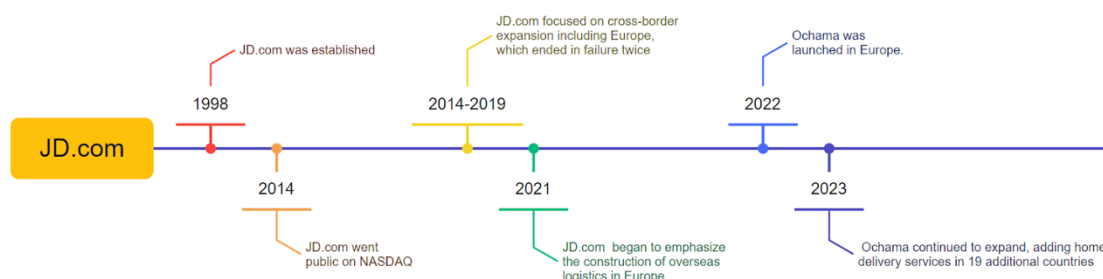 JD.com
1998
JD.com was established
2014
JD.com went
public on NASDAQ
2014-2019
JD.com focused on cross-border
expansion including Europe,
which ended in failure twice
2021
JD.com began to emphasize
the construction of overseas
logistics in Europe
2022
Ochama was
launched in Europe.
2023
Ochama continued to expand, adding home
delivery services in 19 additional countries